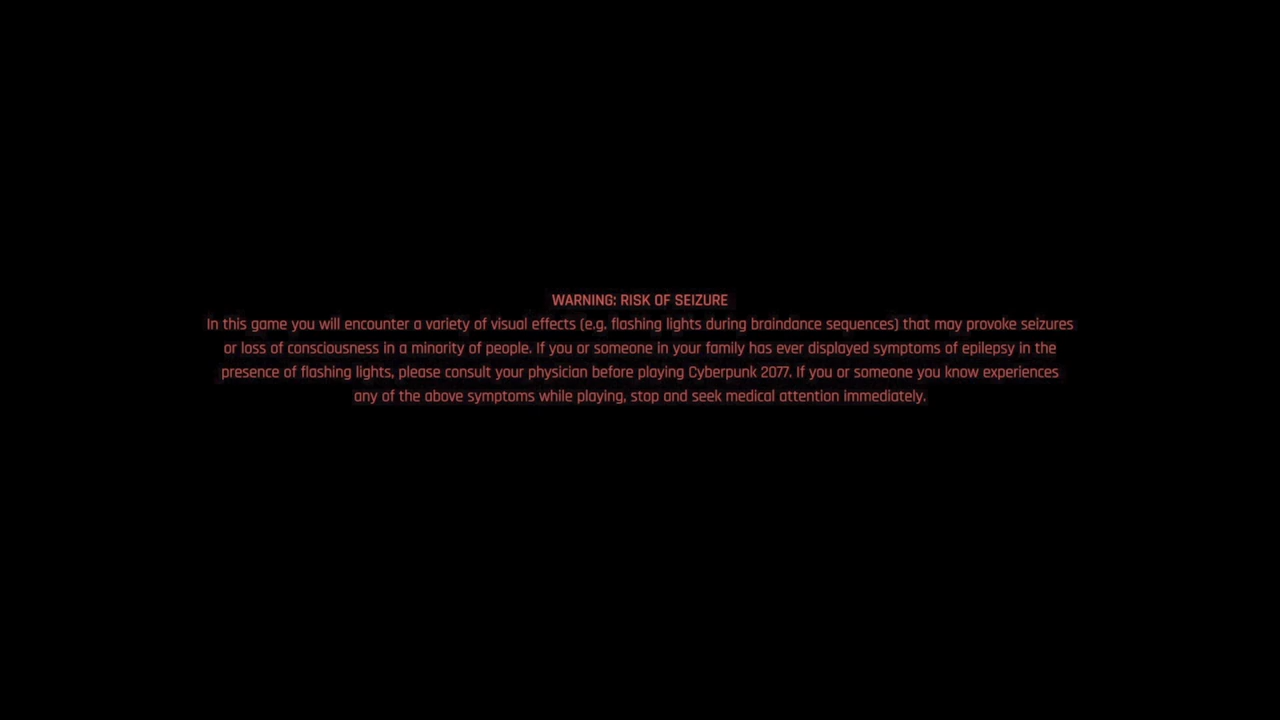 WARNING: RISK OF SEIZURE
In this game you will encounter a variety of visual effects (e.g. flashing lights during braindance sequences) that may provoke seizures
or loss of consciousness in a minority of people. If you or someone in your family has ever displayed symptoms of epilepsy in the
presence of flashing lights, please consult your physician before playing Cyberpunk 2077. If you or someone you know experiences
any of the above symptoms while playing, stop and seek medical attention immediately.